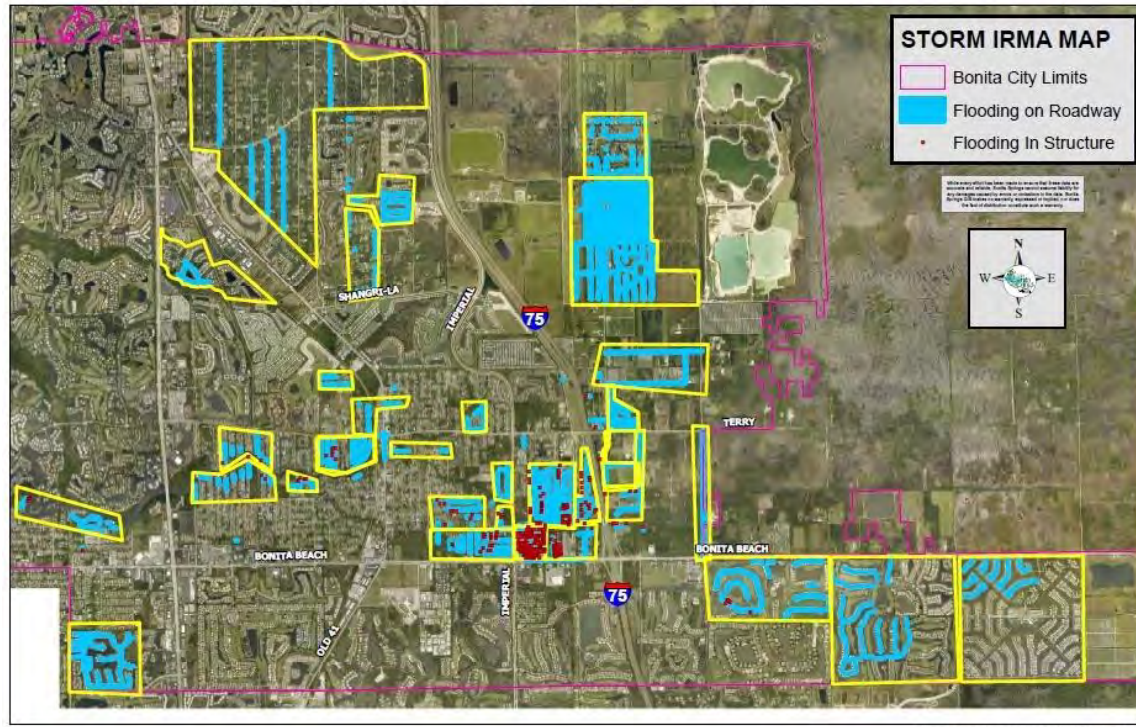 STORM IRMA MAP
Bonita City Limits
Flooding on Roadway
Flooding In Structure
N
W
E
S
SHANGRI-LA
IMPERIAL
75
TERRY
BONITA BEACH
BONITA BEACH
IMPERIAL
75
OLD 41